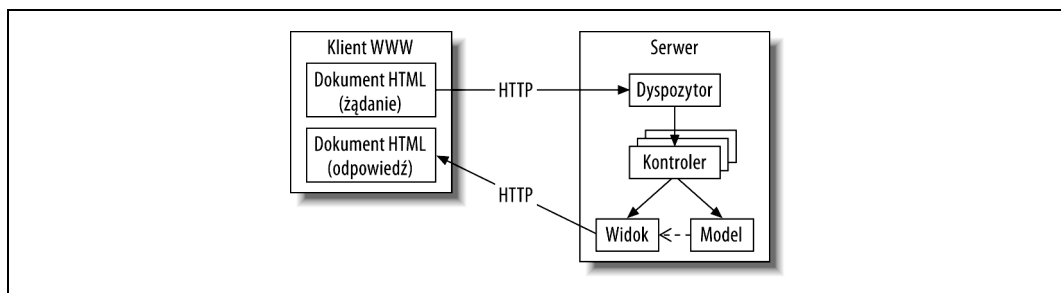 Klient WWW
Dokument HTML
(żądanie)
Dokument HTML
(odpowiedź)
HTTP
HTTP
Serwer
Dyspozytor
Kontroler
Widok
Model